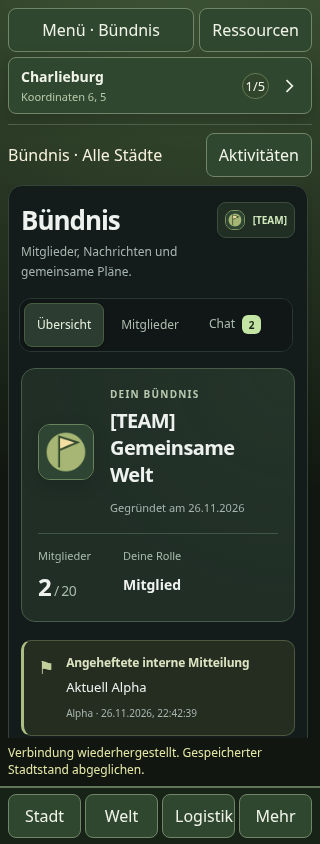 Menü · Bündnis
Ressourcen
Charlieburg
Koordinaten 6, 5
1/5
Bündnis · Alle Städte
Aktivitäten
Bündnis
[TEAM]
Mitglieder, Nachrichten und
gemeinsame Pläne.
Übersicht
Mitglieder
Chat 2
DEIN BÜNDNIS
[TEAM]
Gemeinsame
Welt
Gegründet am 26.11.2026
Mitglieder
Deine Rolle
2 / 20
Mitglied
Angeheftete interne Mitteilung
Aktuell Alpha
Alpha · 26.11.2026, 22:42:39
Verbindung wiederhergestellt. Gespeicherter
Stadtstand abgeglichen.
Stadt
Welt
Logistik
Mehr